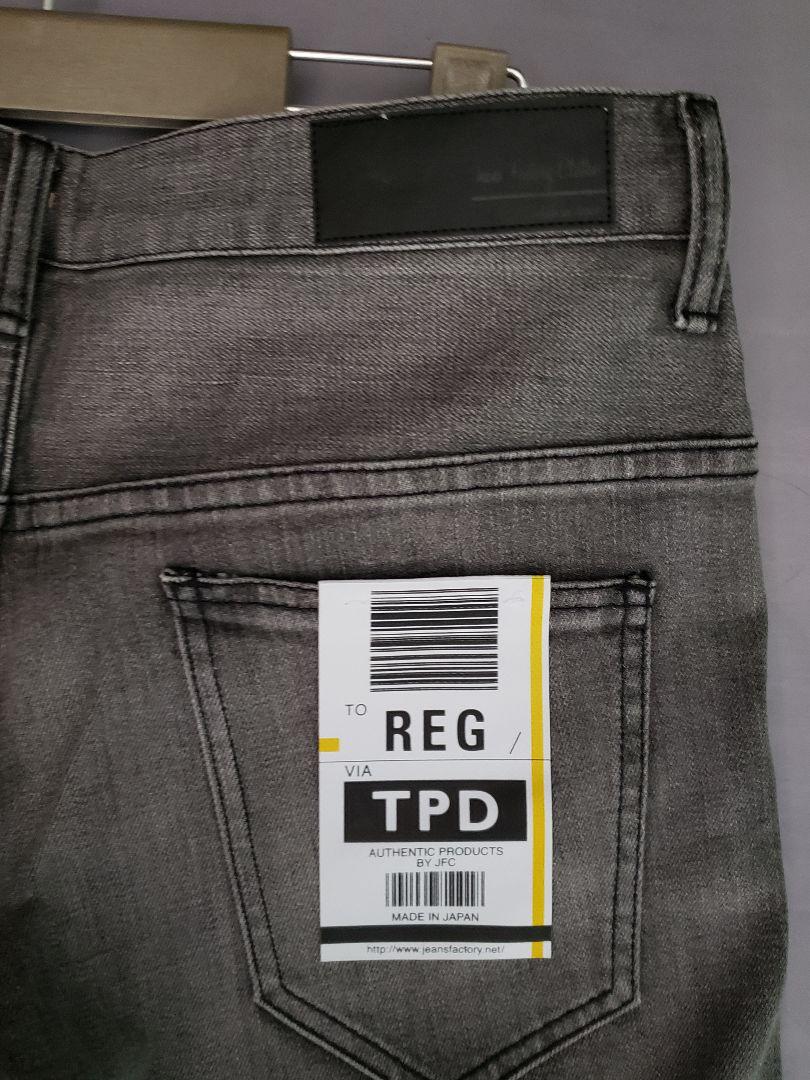 TO
REG /
VIA
TPD
AUTHENTIC PRODUCTS
BY JFC
MADE IN JAPAN
http://www.jeansfactory.net/